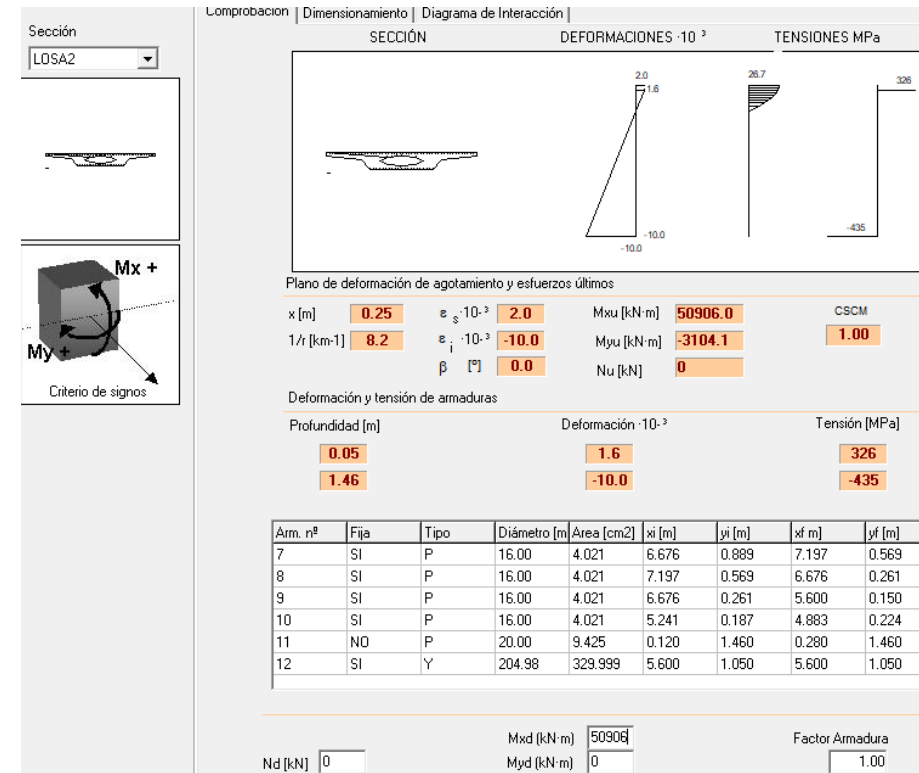 Comprobación Dimensionamiento Diagrama de Interacción
Sección
LOSA2
SECCIÓN DEFORMACIONES ·10 ³ TENSIONES MPa
2.0
1.6
-10.0
-10.0
26.7
326
-435
Mx +
My +
Criterio de signos
Plano de deformación de agotamiento y esfuerzos últimos
x [m] 0.25 ε s ·10-³ 2.0 Mxu [kN·m] 50906.0 CSCM
1/r [km-1] 8.2 ε i ·10-³ -10.0 Myu [kN·m] -3104.1 1.00
β [º] 0.0 Nu [kN] 0
Deformación y tensión de armaduras
Profundidad [m] Deformación ·10-³ Tensión [MPa]
0.05 1.6 326
1.46 -10.0 -435
Arm. nº Fija Tipo Diámetro [m Area [cm2] xi [m] yi [m] xf m] yf [m]
7 SI P 16.00 4.021 6.676 0.889 7.197 0.569
8 SI P 16.00 4.021 7.197 0.569 6.676 0.261
9 SI P 16.00 4.021 6.676 0.261 5.600 0.150
10 SI P 16.00 4.021 5.241 0.187 4.883 0.224
11 NO P 20.00 9.425 0.120 1.460 0.280 1.460
12 SI Y 204.98 329.999 5.600 1.050 5.600 1.050
Mxd (kN·m) 50906 Factor Armadura
Nd [kN] 0 Myd (kN·m) 0 1.00